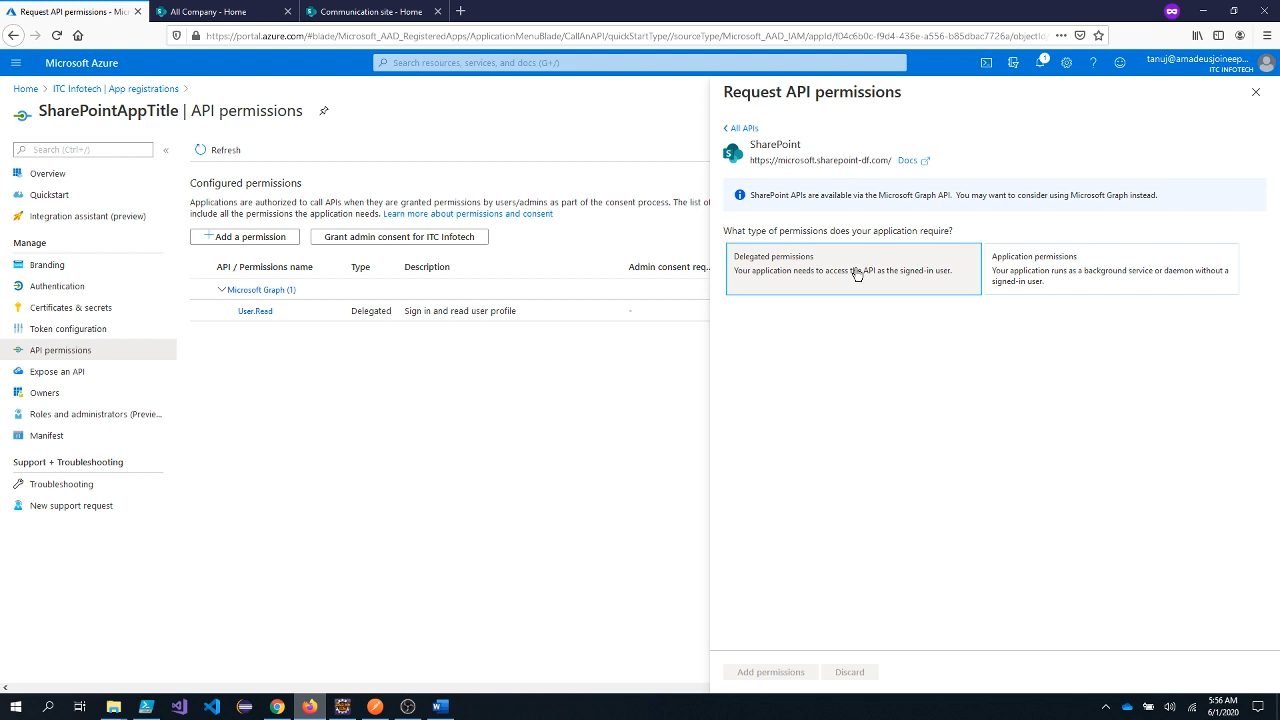 Request API permissions - Mic
All Company - Home
Communication site - Home
https://portal.azure.com/#blade/Microsoft_AAD_RegisteredApps/ApplicationMenuBlade/CallAnAPI/quickStartType//sourceType/Microsoft_AAD_IAM/appId/f04c6b0c-f9d4-436e-a556-b85dbac7726a/objectId/
Microsoft Azure
Search resources, services, and docs (G+/)
1
tanuj@amadeusjoineep...
ITC INFOTECH
Home > ITC Infotech | App registrations >
SharePointAppTitle | API permissions
Search (Ctrl+/)
«
Overview
Quickstart
Integration assistant (preview)
Manage
Branding
Authentication
Certificates & secrets
Token configuration
API permissions
Expose an API
Owners
Roles and administrators (Previe...
Manifest
Support + Troubleshooting
Troubleshooting
New support request
Refresh
Configured permissions
Applications are authorized to call APIs when they are granted permissions by users/admins as part of the consent process. The list of
include all the permissions the application needs. Learn more about permissions and consent
+ Add a permission
Grant admin consent for ITC Infotech
API / Permissions name
Type
Description
Admin consent req...
Microsoft Graph (1)
User.Read
Delegated
Sign in and read user profile
-
Request API permissions
All APIs
SharePoint
https://microsoft.sharepoint-df.com/ Docs
SharePoint APIs are available via the Microsoft Graph API. You may want to consider using Microsoft Graph instead.
What type of permissions does your application require?
Delegated permissions
Your application needs to access the API as the signed-in user.
Application permissions
Your application runs as a background service or daemon without a
signed-in user.
Add permissions
Discard
5:56 AM
6/1/2020